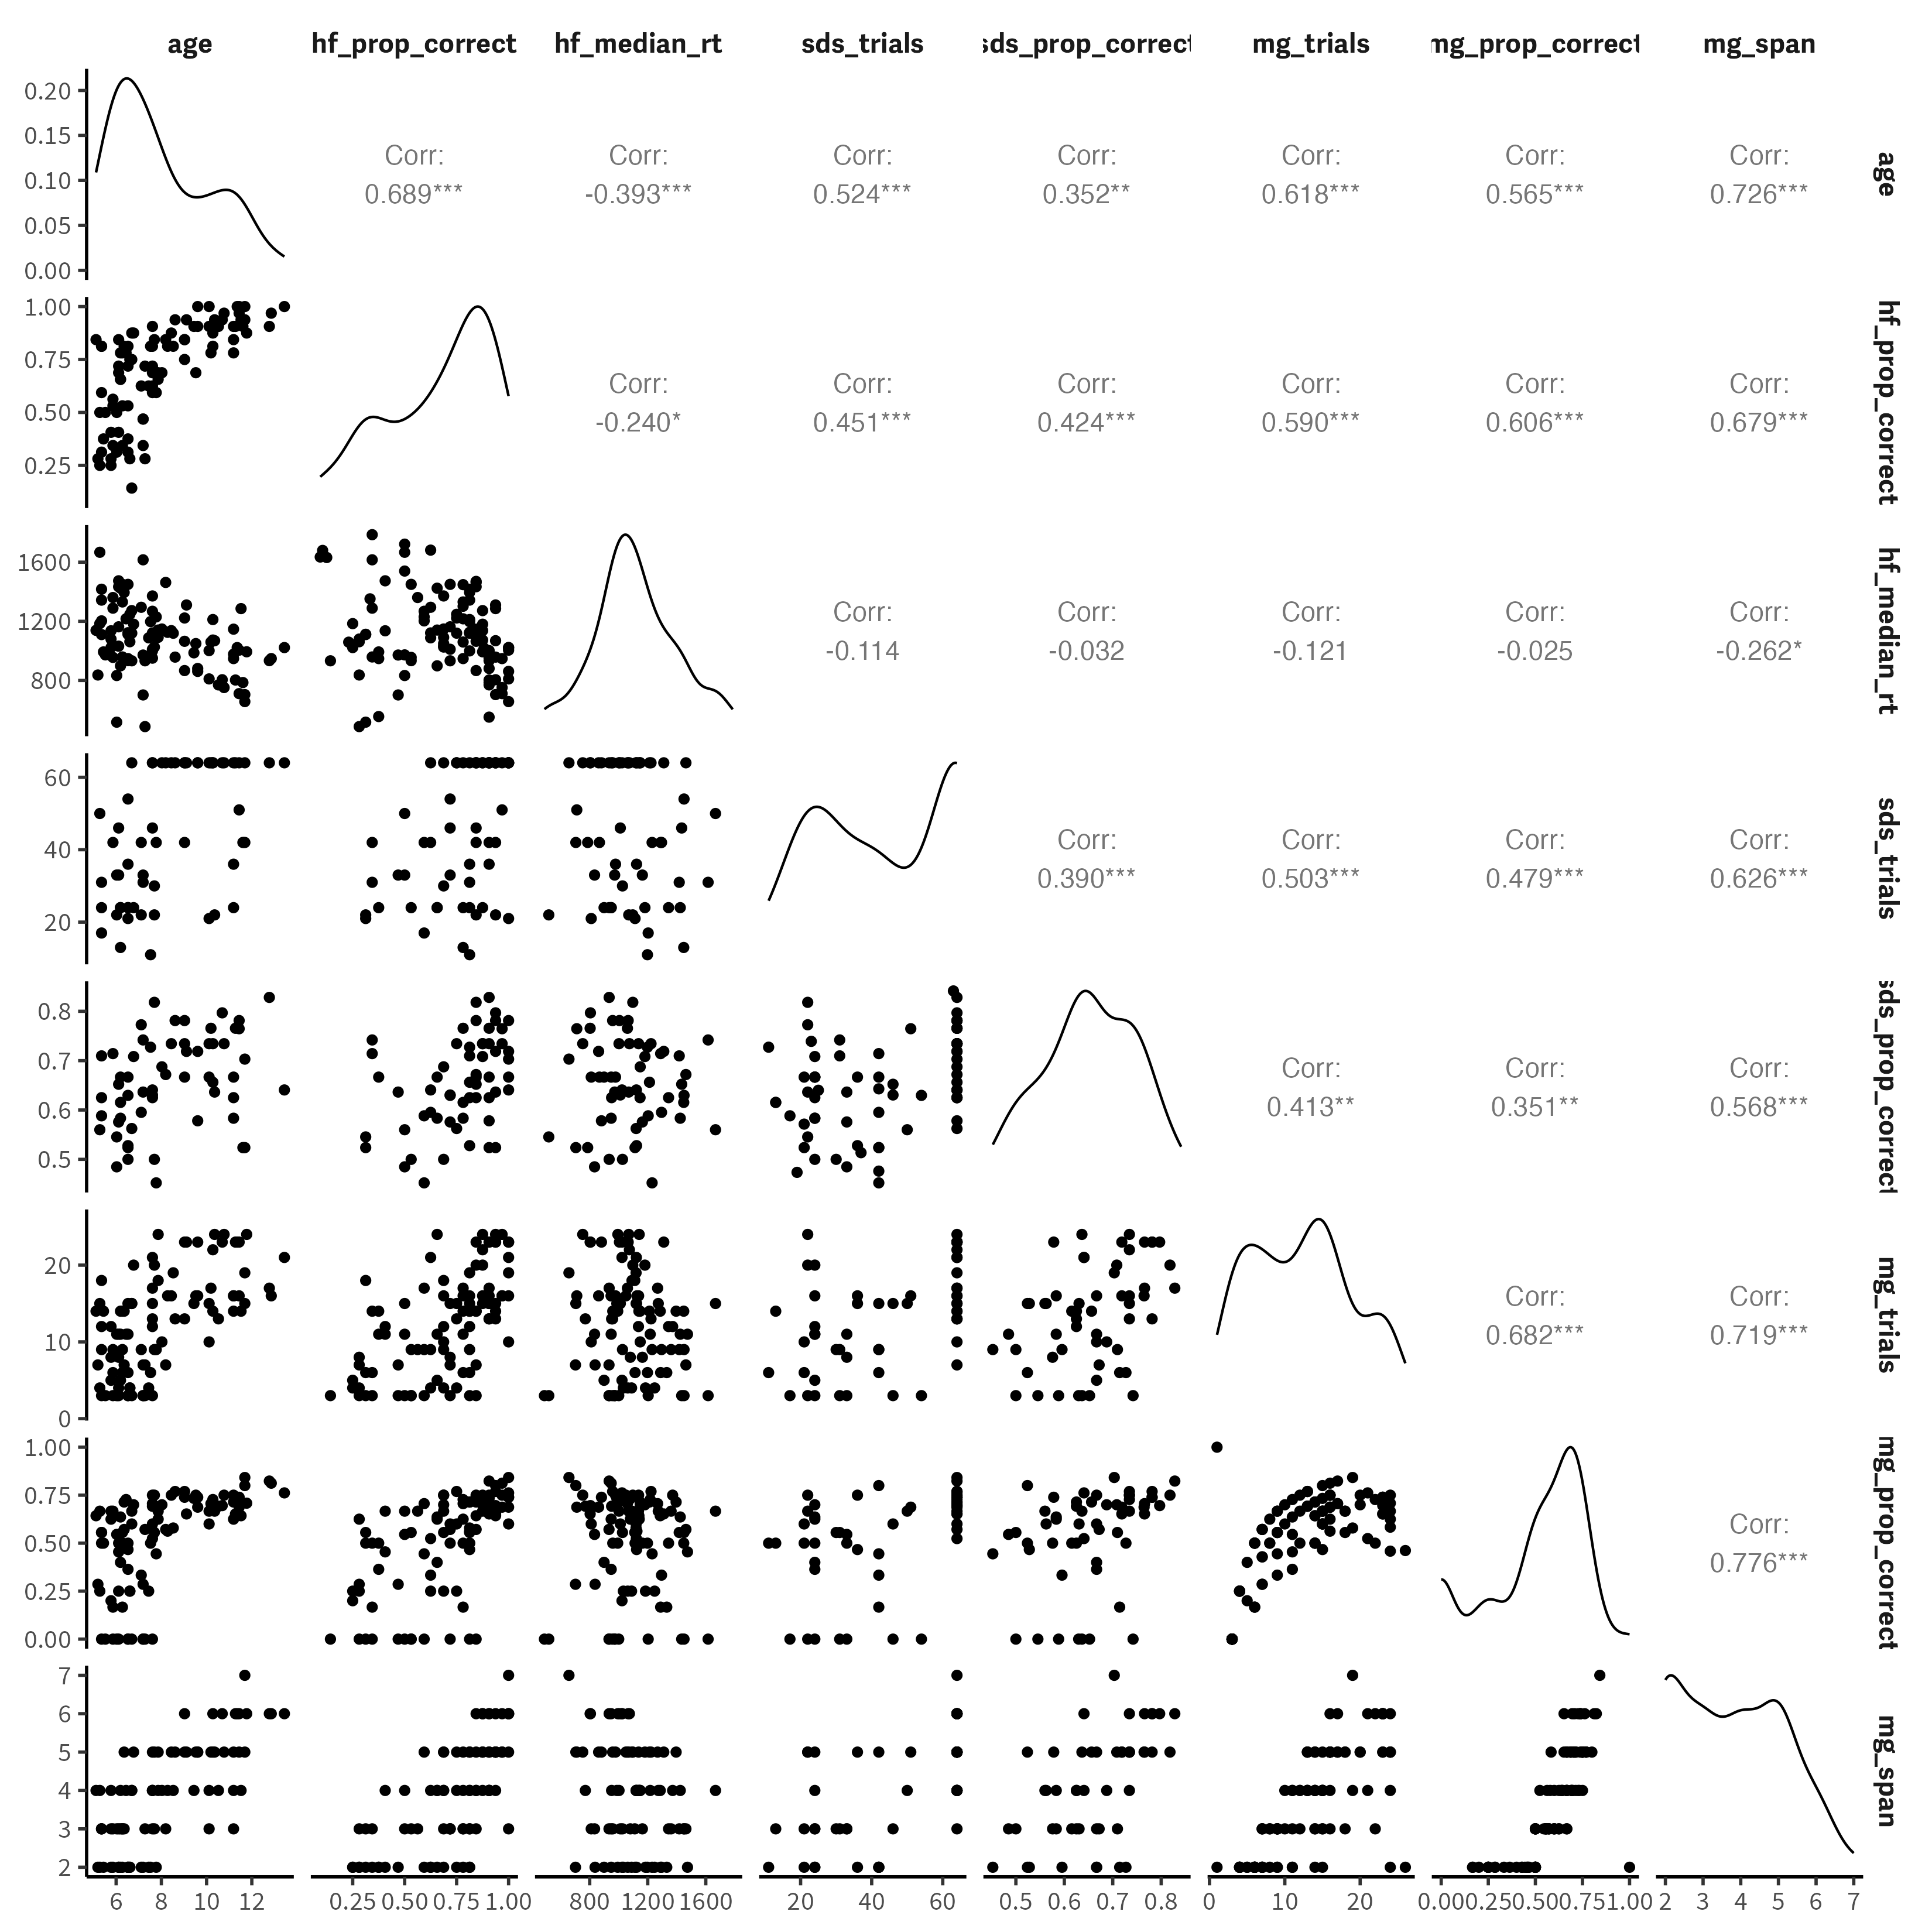 age hf_prop_correct hf_median_rt sds_trials sds_prop_correct mg_trials mg_prop_correct mg_span
0.20
0.15
0.10
0.05
0.00
Corr: Corr: Corr: Corr: Corr: Corr: Corr:
0.689*** -0.393*** 0.524*** 0.352** 0.618*** 0.565*** 0.726***
age
1.00
0.75
0.50
0.25
Corr: Corr: Corr: Corr: Corr: Corr:
-0.240* 0.451*** 0.424*** 0.590*** 0.606*** 0.679***
hf_prop_correct
1600
1200
800
Corr: Corr: Corr: Corr: Corr:
-0.114 -0.032 -0.121 -0.025 -0.262*
hf_median_rt
60
40
20
Corr: Corr: Corr: Corr:
0.390*** 0.503*** 0.479*** 0.626***
sds_trials
0.8
0.7
0.6
0.5
Corr: Corr: Corr:
0.413** 0.351** 0.568***
sds_prop_correct
20
10
0
Corr: Corr:
0.682*** 0.719***
mg_trials
1.00
0.75
0.50
0.25
0.00
Corr:
0.776***
mg_prop_correct
7
6
5
4
3
2
mg_span
6 8 10 12 0.25 0.50 0.75 1.00 800 1200 1600 20 40 60 0.5 0.6 0.7 0.8 0 10 20 0.00 0.25 0.50 0.75 1.00 2 3 4 5 6 7